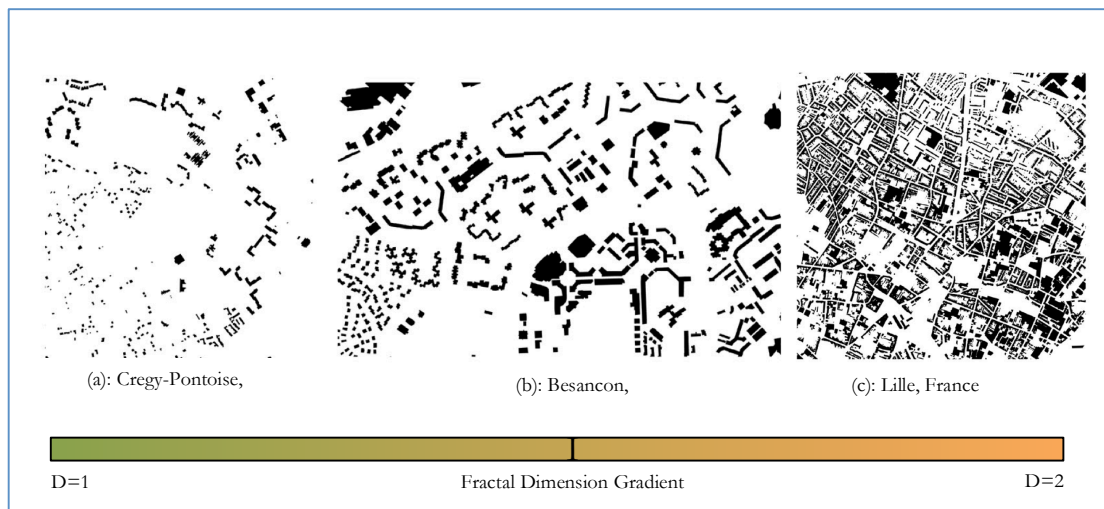 (a): Cregy-Pontoise,
(b): Besancon,
(c): Lille, France
D=1
Fractal Dimension Gradient
D=2